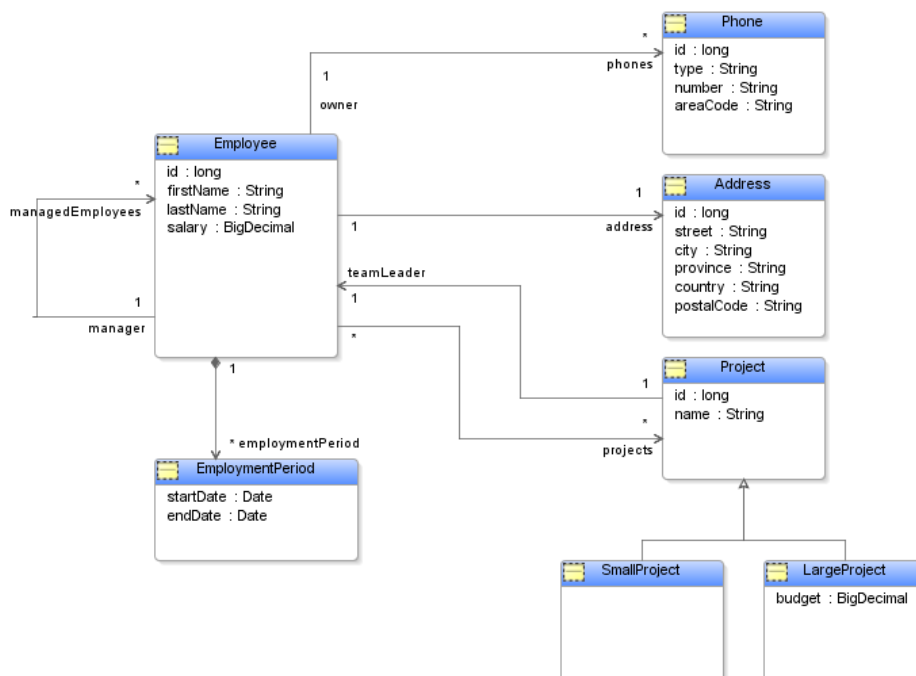 Phone
id : long
type : String
number : String
areaCode : String
*
phones
1
owner
Employee
id : long
firstName : String
lastName : String
salary : BigDecimal
*
managedEmployees
1
manager
Address
id : long
street : String
city : String
province : String
country : String
postalCode : String
1
address
1
teamLeader
1
*
Project
id : long
name : String
1
*
projects
1
* employmentPeriod
EmploymentPeriod
startDate : Date
endDate : Date
SmallProject
LargeProject
budget : BigDecimal